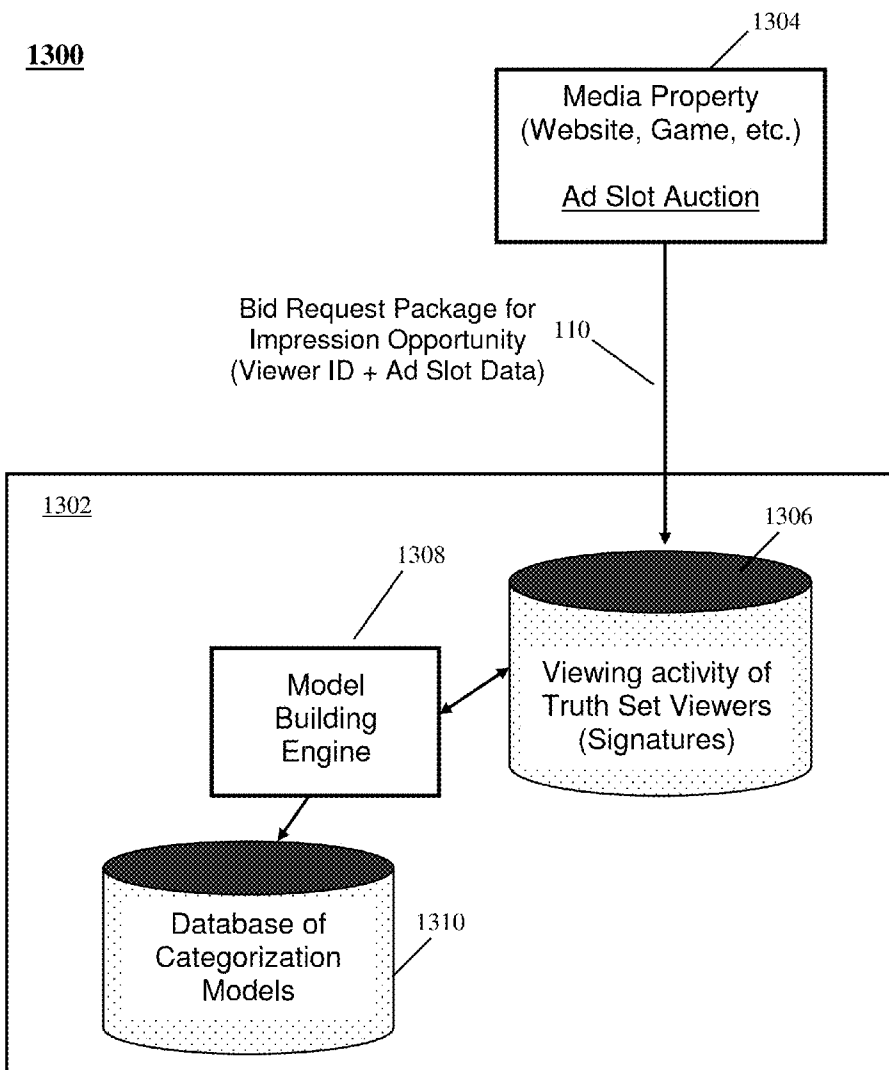 1300
1304
Media Property
(Website, Game, etc.)
Ad Slot Auction
Bid Request Package for
Impression Opportunity
(Viewer ID + Ad Slot Data)
110
1302
1306
1308
Model
Building
Engine
Viewing activity of
Truth Set Viewers
(Signatures)
Database of
Categorization
Models
1310